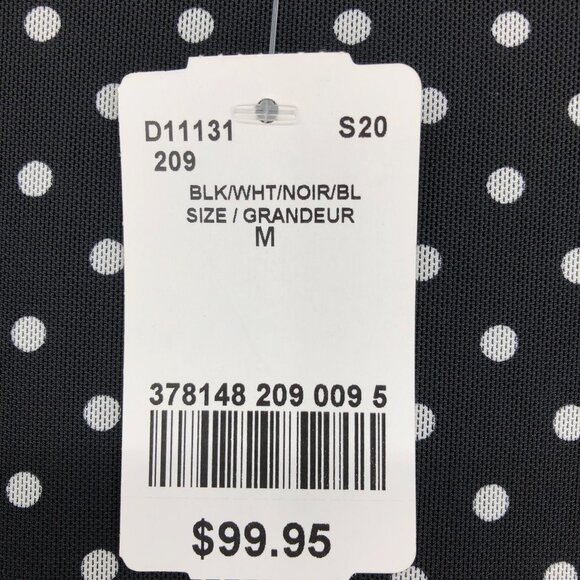 D11131 S20
209
BLK/WHT/NOIR/BL
SIZE / GRANDEUR
M
378148 209 009 5
$99.95